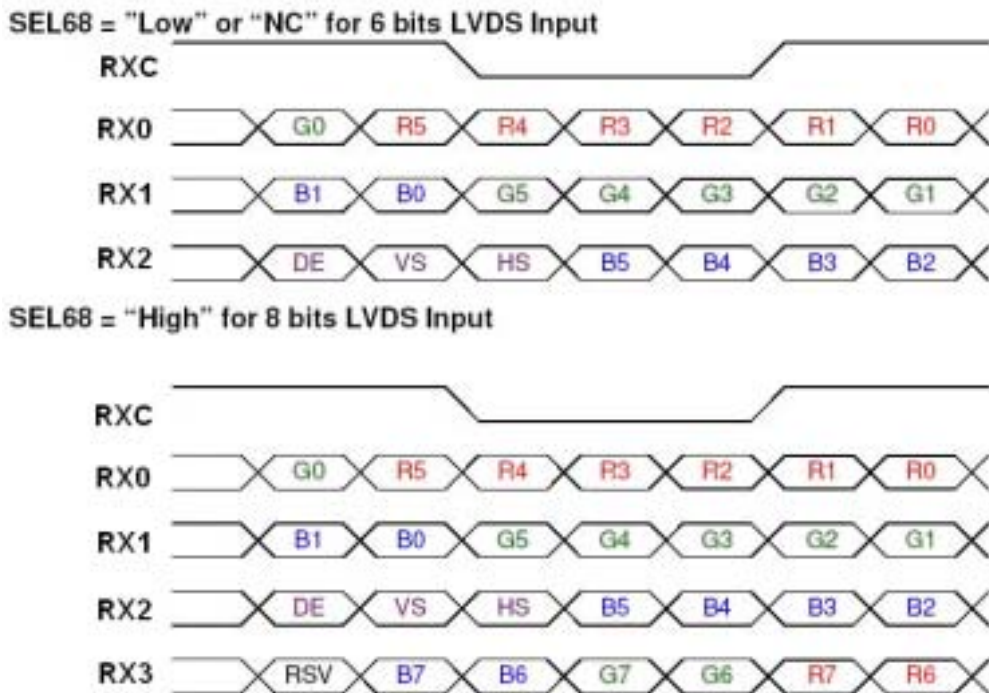 SEL68 = "Low" or "NC" for 6 bits LVDS Input
RXC
RX0 G0 R5 R4 R3 R2 R1 R0
RX1 B1 B0 G5 G4 G3 G2 G1
RX2 DE VS HS B5 B4 B3 B2
SEL68 = "High" for 8 bits LVDS Input
RXC
RX0 G0 R5 R4 R3 R2 R1 R0
RX1 B1 B0 G5 G4 G3 G2 G1
RX2 DE VS HS B5 B4 B3 B2
RX3 RSV B7 B6 G7 G6 R7 R6